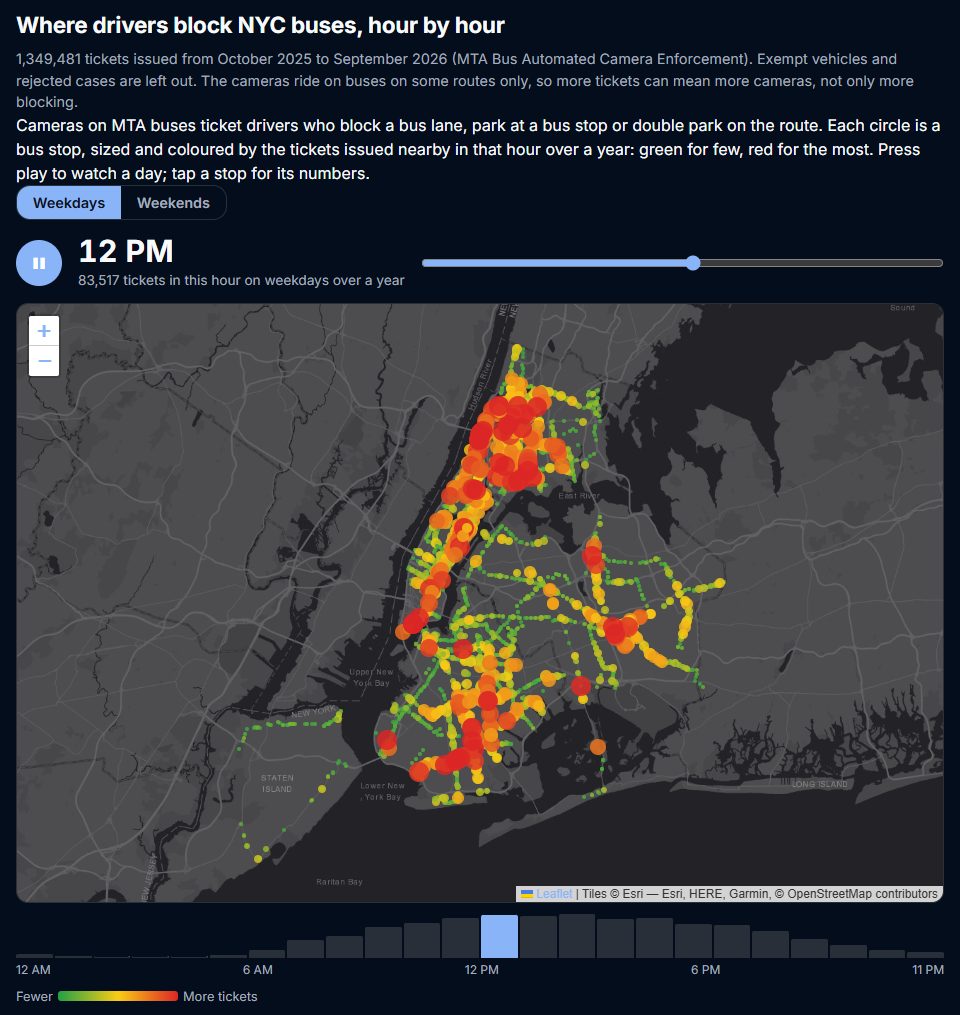 Where drivers block NYC buses, hour by hour
1,349,481 tickets issued from October 2025 to September 2026 (MTA Bus Automated Camera Enforcement). Exempt vehicles and
rejected cases are left out. The cameras ride on buses on some routes only, so more tickets can mean more cameras, not only more
blocking.
Cameras on MTA buses ticket drivers who block a bus lane, park at a bus stop or double park on the route. Each circle is a
bus stop, sized and coloured by the tickets issued nearby in that hour over a year: green for few, red for the most. Press
play to watch a day; tap a stop for its numbers.
Weekdays Weekends
12 PM
83,517 tickets in this hour on weekdays over a year
+
−
Sound
Hudson River
East River
Upper New
York Bay
NEW YORK
STATEN
ISLAND
Lower New
York Bay
LONG ISLAND
NEW JERSEY
Raritan Bay
Leaflet | Tiles © Esri — Esri, HERE, Garmin, © OpenStreetMap contributors
12 AM 6 AM 12 PM 6 PM 11 PM
Fewer More tickets